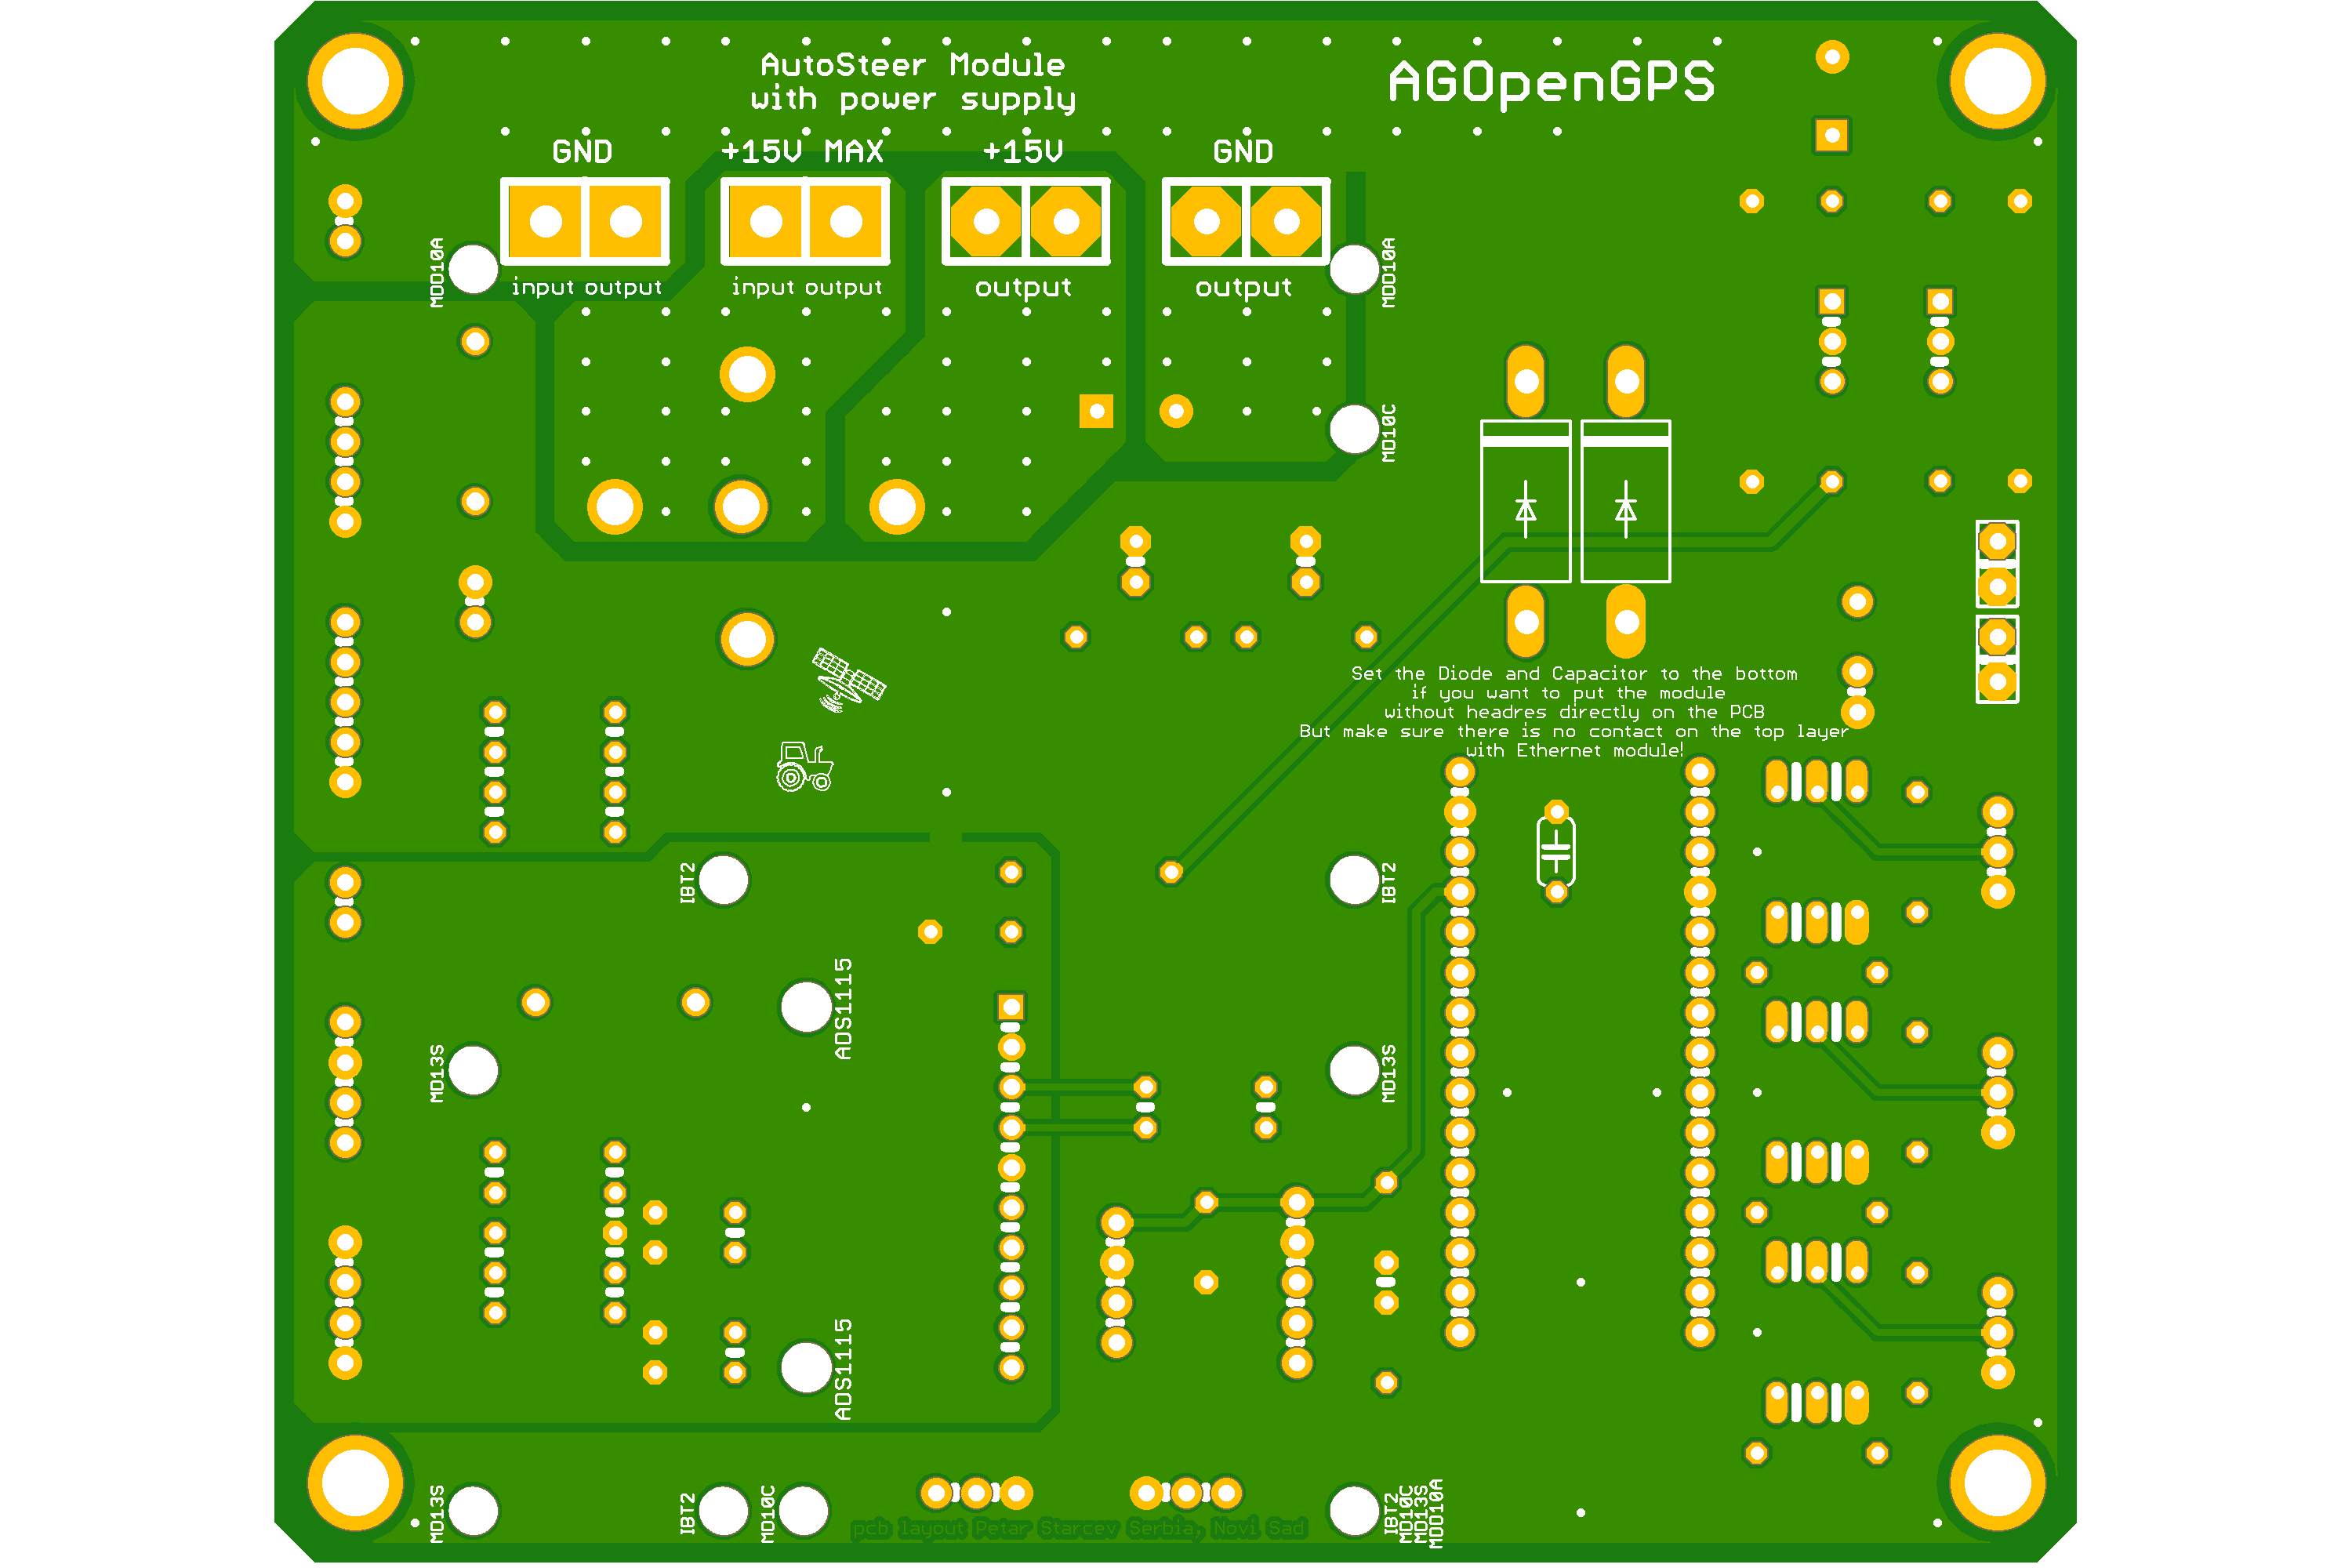 AutoSteer Module
with power supply
AGOpenGPS
GND
+15V MAX
+15V
GND
input output
input output
output
output
MDD10A
MDD10A
MD10C
Set the Diode and Capacitor to the bottom
if you want to put the module
without headres directly on the PCB
But make sure there is no contact on the top layer
with Ethernet module!
IBT2
IBT2
ADS1115
MD13S
MD13S
ADS1115
MD13S
IBT2
MD10C
IBT2
MD10C
MD13S
MDD10A
pcb layout Petar Starcev Serbia, Novi Sad